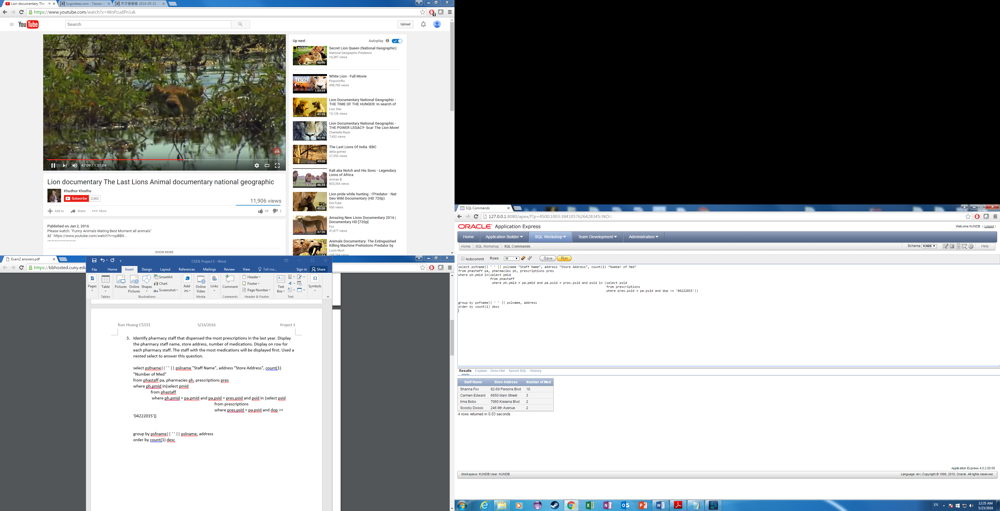 Lion documentary The
Sugoideas.com - Taiwan
天才衝衝衝 2016-05-21 -
https://www.youtube.com/watch?v=WnPcudPn1xk
YouTube
Search
Upload
47:09 / 1:21:04
Lion documentary The Last Lions Animal documentary national geographic
Khudhur Khudhu
Subscribe 2,502
11,906 views
Add to Share More
69 2
Published on Jan 2, 2016
Please watch: "Funny Animals Mating Best Moment all animals"
âž¨ https://www.youtube.com/watch?v=opBBX...
-~-~~-~~~-~~-~-
SHOW MORE
Up next Autoplay
NATIONAL GEOGRAPHIC
46:06
Secret Lion Queen (National Geographic)
National Geographic Predators
16,387 views
LION
1:33:34
White Lion - Full Movie
Popcornflix
498,700 views
41:55
Lion Documentary National Geographic -
THE TIME OF THE HUNGER: In search of
Lion Star
15,126 views
45:46
Lion Documentary National Geographic -
THE POWER LEGACY- Scar The Lion More!
Chantelle Raub
7,452 views
49:00
The Last Lions Of India -BBC
delia gomez
27,352 views
46:33
Kali aka Notch and His Sons - Legendary
Lions of Africa
Amiran B
803,354 views
NAT GEO WILD
45:00
Lion pride while hunting - I'Predator - Nat
Geo Wild Documentary (HD 720p)
DocTube
950 views
47:20
Amazing New Lions Documentary 2016 |
Documentary HD [720p]
Fxn
41,877 views
Animals Documentary: The Extinguished
Killing Machine Prehistoric Predator by
Lucin Muril
108,264 views
1:11:34
Exam2 answers.pdf
https://bbhosted.cuny.edu
CS331 Project 3 - Word
File Home Insert Design Layout References Mailings Review View Tell me... Sign in Share
Pages
Table
Pictures
Online Pictures
Shapes
SmartArt
Chart
Screenshot
Add-ins
Online Video
Links
Comment
Header
Footer
Page Number
Text Box
Symbols
Tables Illustrations Media Comments Header & Footer Text
Kun Huang CS331 5/23/2016 Project 3
3. Identify pharmacy staff that dispensed the most prescriptions in the last year. Display
the pharmacy staff name, store address, number of medications. Display on row for
each pharmacy staff. The staff with the most medications will be displayed first. Used a
nested select to answer this question.
select psfname|| ' ' || pslname "Staff Name", address "Store Address", count(1)
"Number of Med"
from phastaff pa, pharmacies ph, prescriptions pres
where ph.pmid in(select pmid
from phastaff
where ph.pmid = pa.pmid and pa.psid = pres.psid and psid in (select psid
from prescriptions
where pres.psid = pa.psid and dop >=
'04222015'))
group by psfname|| ' ' || pslname, address
order by count(1) desc
SQL Commands
127.0.0.1:8080/apex/f?p=4500:1003:3841057626428345::NO:::
ORACLE Application Express
Welcome KUNDB ( Logout )
Home Application Builder SQL Workshop Team Development Administration
Home SQL Workshop SQL Commands
Schema KUNDB Help
Autocommit Rows 50 Save Run
select psfname|| ' ' || pslname "Staff Name", address "Store Address", count(1) "Number of Med"
from phastaff pa, pharmacies ph, prescriptions pres
where ph.pmid in(select pmid
from phastaff
where ph.pmid = pa.pmid and pa.psid = pres.psid and psid in (select psid
from prescriptions
where pres.psid = pa.psid and dop >= '04222015'))
group by psfname|| ' ' || pslname, address
order by count(1) desc
Results Explain Describe Saved SQL History
Staff Name Store Address Number of Med
Shanna Fox 82-69 Parsons Blvd 10
Carmen Edward 6850 Main Street 3
Irma Bobo 7060 Kissena Blvd 2
Scooby Doooo 246 8th Avenue 2
4 rows returned in 0.03 seconds
Application Express 4.0.2.00.09
Workspace: KUNDB User: KUNDB
Language: en | Copyright © 1999, 2010, Oracle. All rights reserved.
EN
12:35 AM
5/23/2016